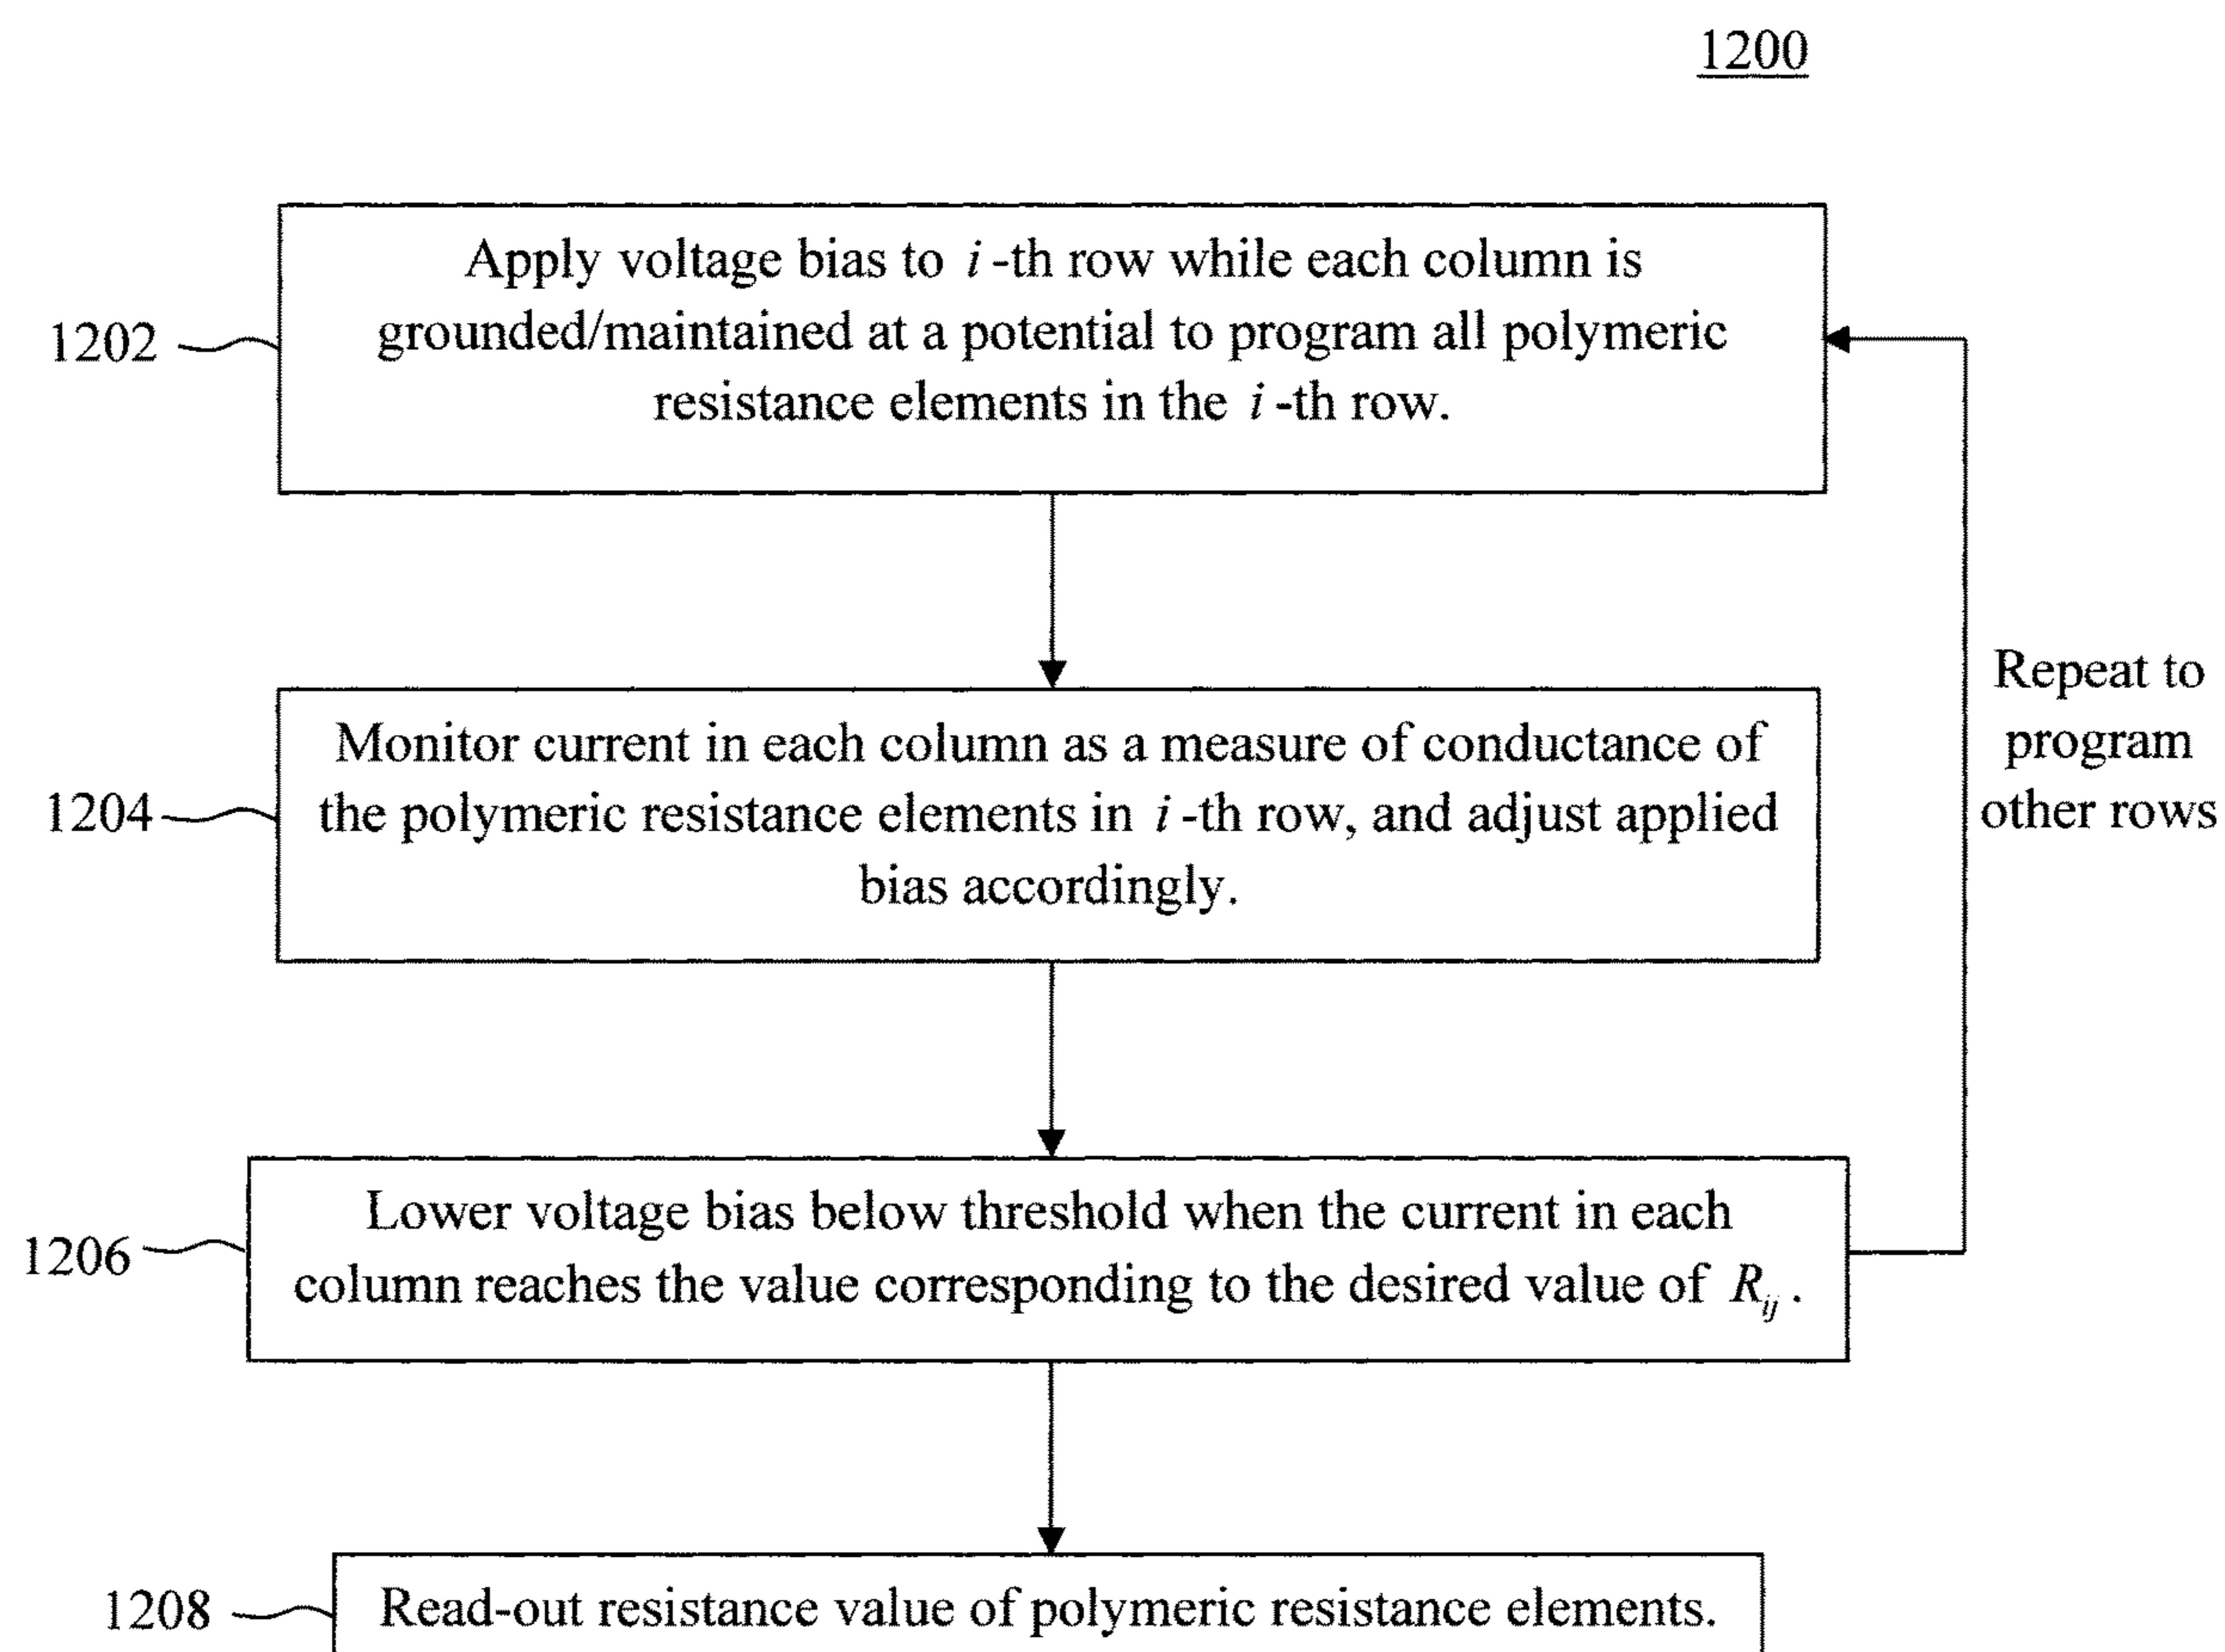 1200
Apply voltage bias to i-th row while each column is
grounded/maintained at a potential to program all polymeric
resistance elements in the i-th row.
1202
Monitor current in each column as a measure of conductance of
the polymeric resistance elements in i-th row, and adjust applied
bias accordingly.
1204
Repeat to
program
other rows
Lower voltage bias below threshold when the current in each
column reaches the value corresponding to the desired value of R_ij.
1206
Read-out resistance value of polymeric resistance elements.
1208